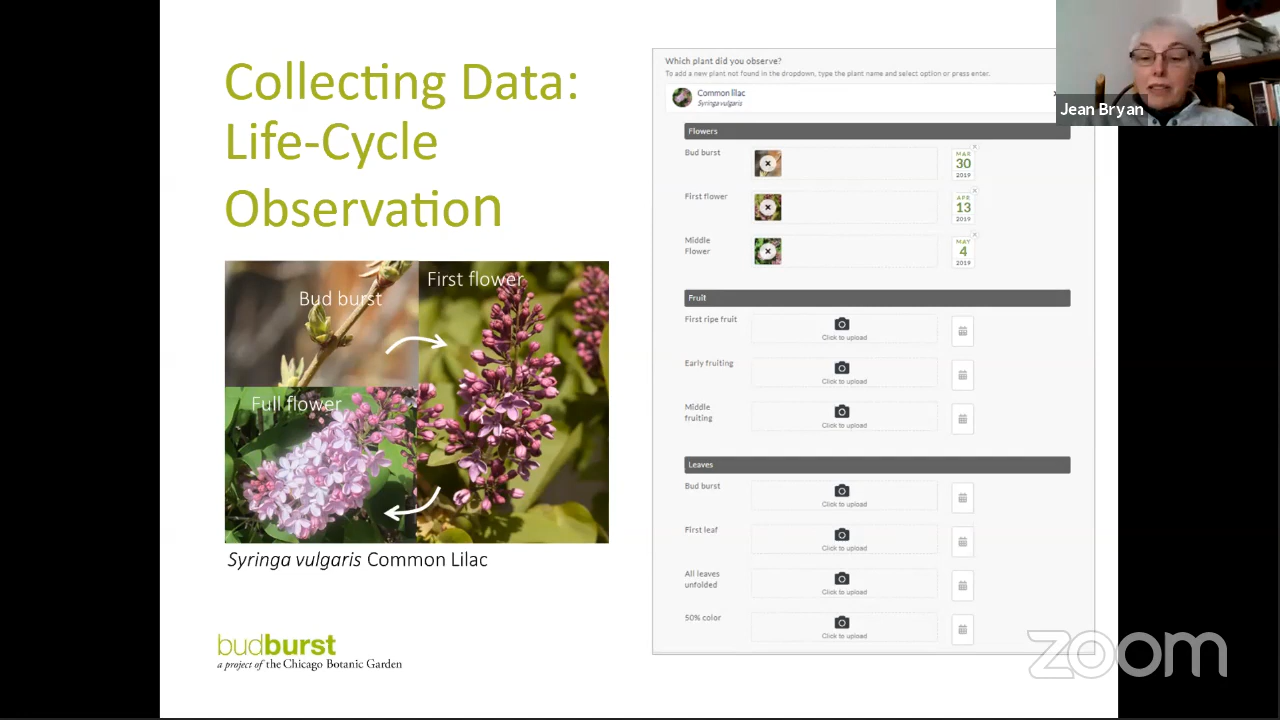 Collecting Data:
Life-Cycle
Observation
Bud burst
First flower
Full flower
Syringa vulgaris Common Lilac
budburst
a project of the Chicago Botanic Garden
Which plant did you observe?
To add a new plant not found in the dropdown, type the plant name and select option or press enter.
Common lilac
Syringa vulgaris
Flowers
Bud burst
MAR
30
2019
First flower
APR
13
2019
Middle
Flower
MAY
4
2019
Fruit
First ripe fruit
Click to upload
Early fruiting
Click to upload
Middle
fruiting
Click to upload
Leaves
Bud burst
Click to upload
First leaf
Click to upload
All leaves
unfolded
Click to upload
50% color
Click to upload
Jean Bryan
zoom